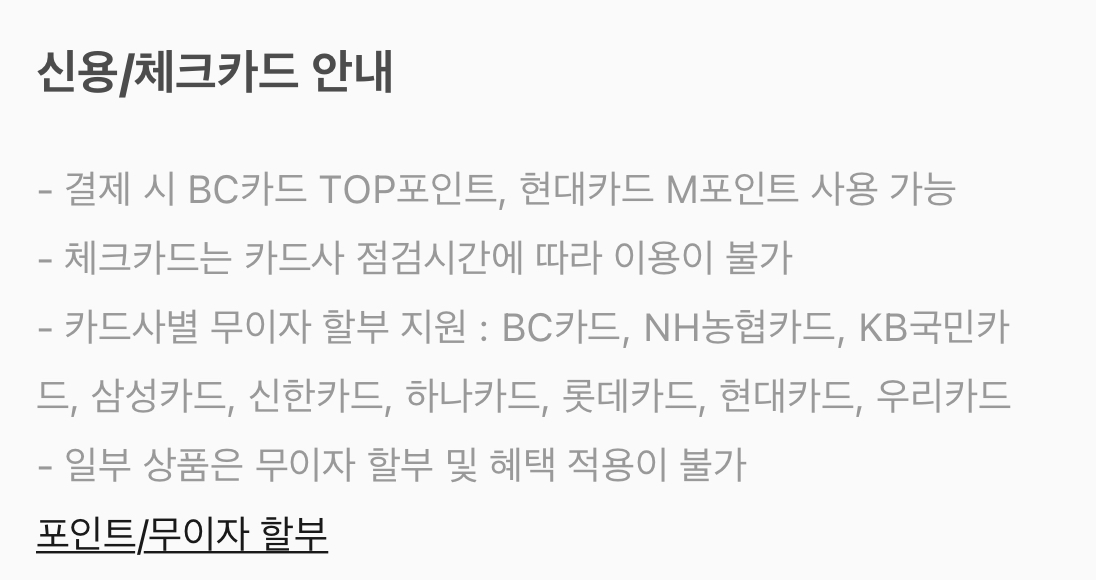 신용/체크카드 안내
- 결제 시 BC카드 TOP포인트, 현대카드 M포인트 사용 가능
- 체크카드는 카드사 점검시간에 따라 이용이 불가
- 카드사별 무이자 할부 지원 : BC카드, NH농협카드, KB국민카
드, 삼성카드, 신한카드, 하나카드, 롯데카드, 현대카드, 우리카드
- 일부 상품은 무이자 할부 및 혜택 적용이 불가
포인트/무이자 할부